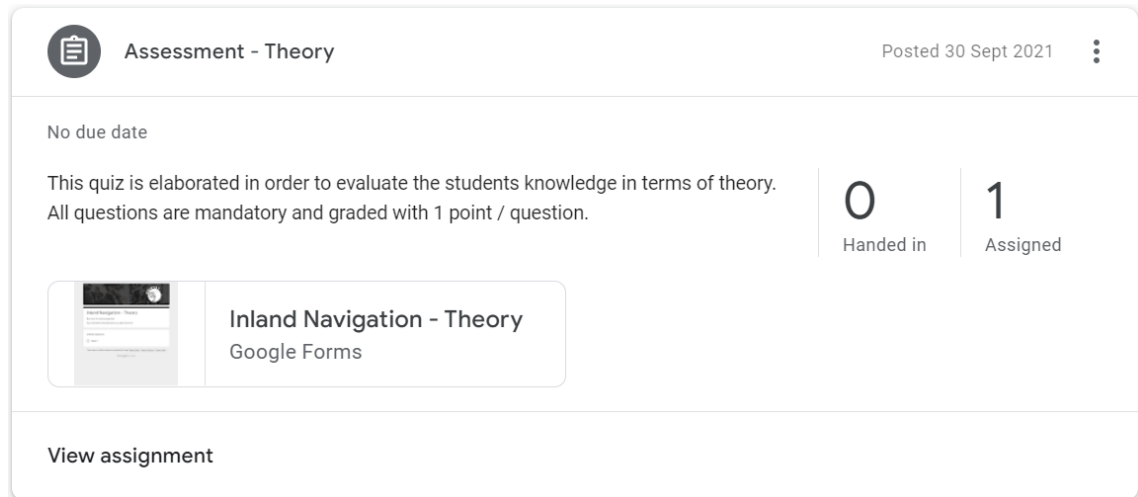 Assessment - Theory
Posted 30 Sept 2021
No due date
This quiz is elaborated in order to evaluate the students knowledge in terms of theory.
All questions are mandatory and graded with 1 point / question.
0
Handed in
1
Assigned
Inland Navigation - Theory
Google Forms
View assignment